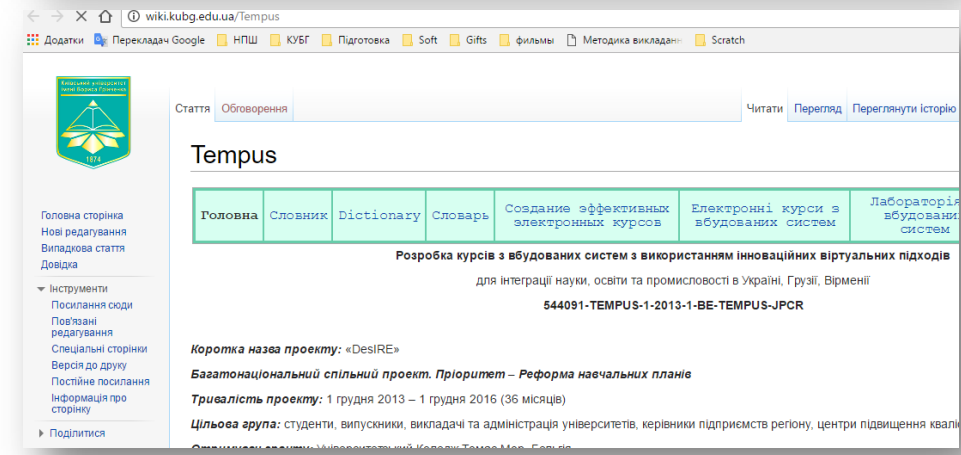 wiki.kubg.edu.ua/Tempus
Додатки Перекладач Google НПШ КУБГ Підготовка Soft Gifts фильмы Методика викладан Scratch
Київський університет
імені Бориса Грінченка
1874
Стаття Обговорення Читати Перегляд Переглянути історію
Tempus
Головна Словник Dictionary Словарь Создание эффективных электронных курсов Електронні курси з вбудованих систем Лабораторія вбудовани систем
Розробка курсів з вбудованих систем з використанням інноваційних віртуальних підходів
для інтеграції науки, освіти та промисловості в Україні, Грузії, Вірменії
544091-TEMPUS-1-2013-1-BE-TEMPUS-JPCR
Коротка назва проекту: «DesIRE»
Багатонаціональний спільний проект. Пріоритет – Реформа навчальних планів
Тривалість проекту: 1 грудня 2013 – 1 грудня 2016 (36 місяців)
Цільова група: студенти, випускники, викладачі та адміністрація університетів, керівники підприємств регіону, центри підвищення квалі
Головна сторінка
Нові редагування
Випадкова стаття
Довідка
Інструменти
Посилання сюди
Пов'язані
редагування
Спеціальні сторінки
Версія до друку
Постійне посилання
Інформація про
сторінку
Поділитися